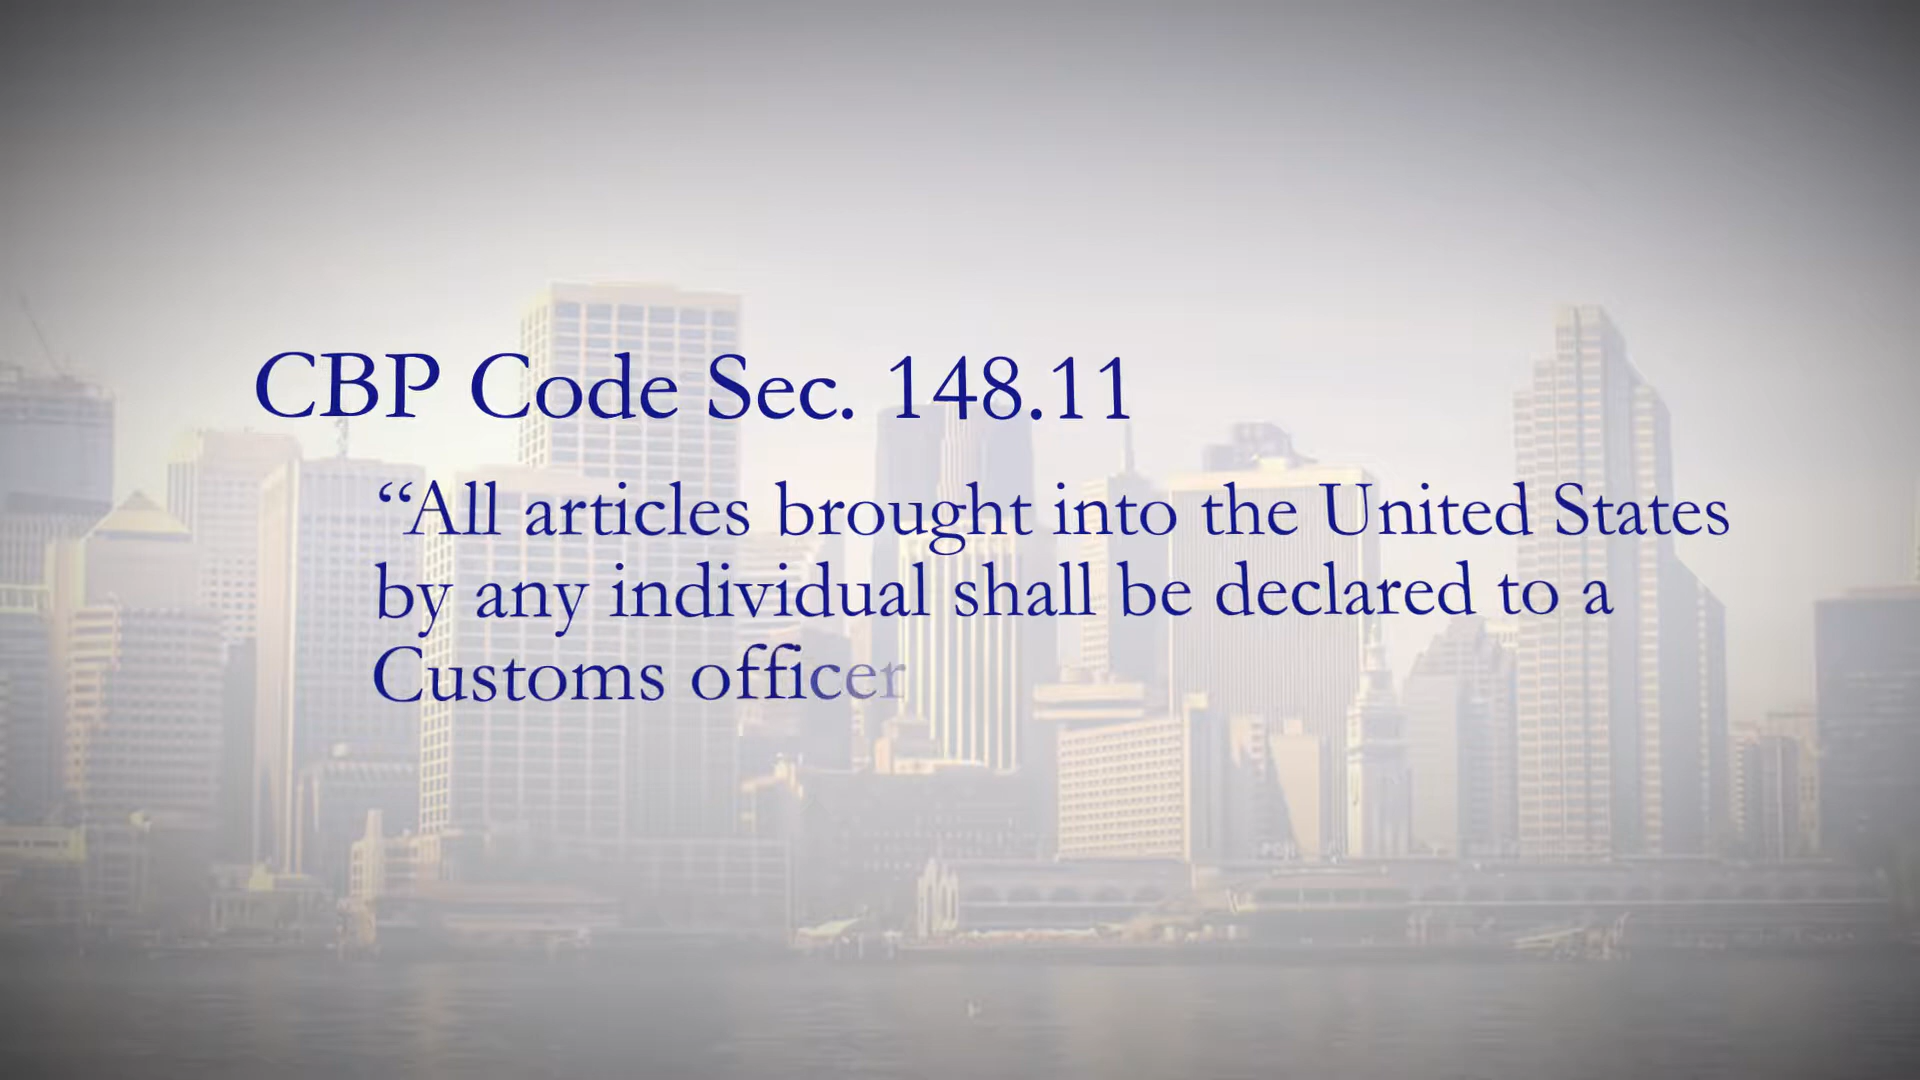 CBP Code Sec. 148.11
“All articles brought into the United States
by any individual shall be declared to a
Customs officer